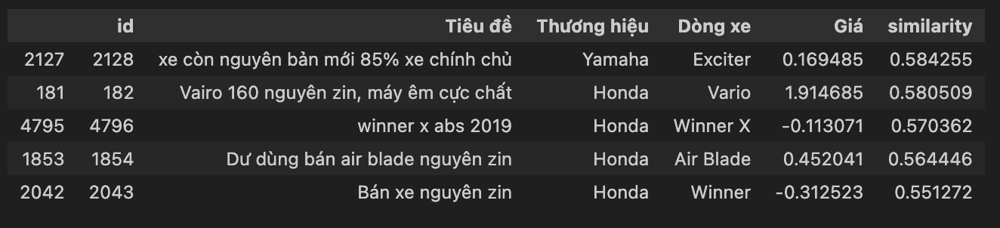 id Tiêu đề Thương hiệu Dòng xe Giá similarity
2127 2128 xe còn nguyên bản mới 85% xe chính chủ Yamaha Exciter 0.169485 0.584255
181 182 Vairo 160 nguyên zin, máy êm cực chất Honda Vario 1.914685 0.580509
4795 4796 winner x abs 2019 Honda Winner X -0.113071 0.570362
1853 1854 Dư dùng bán air blade nguyên zin Honda Air Blade 0.452041 0.564446
2042 2043 Bán xe nguyên zin Honda Winner -0.312523 0.551272